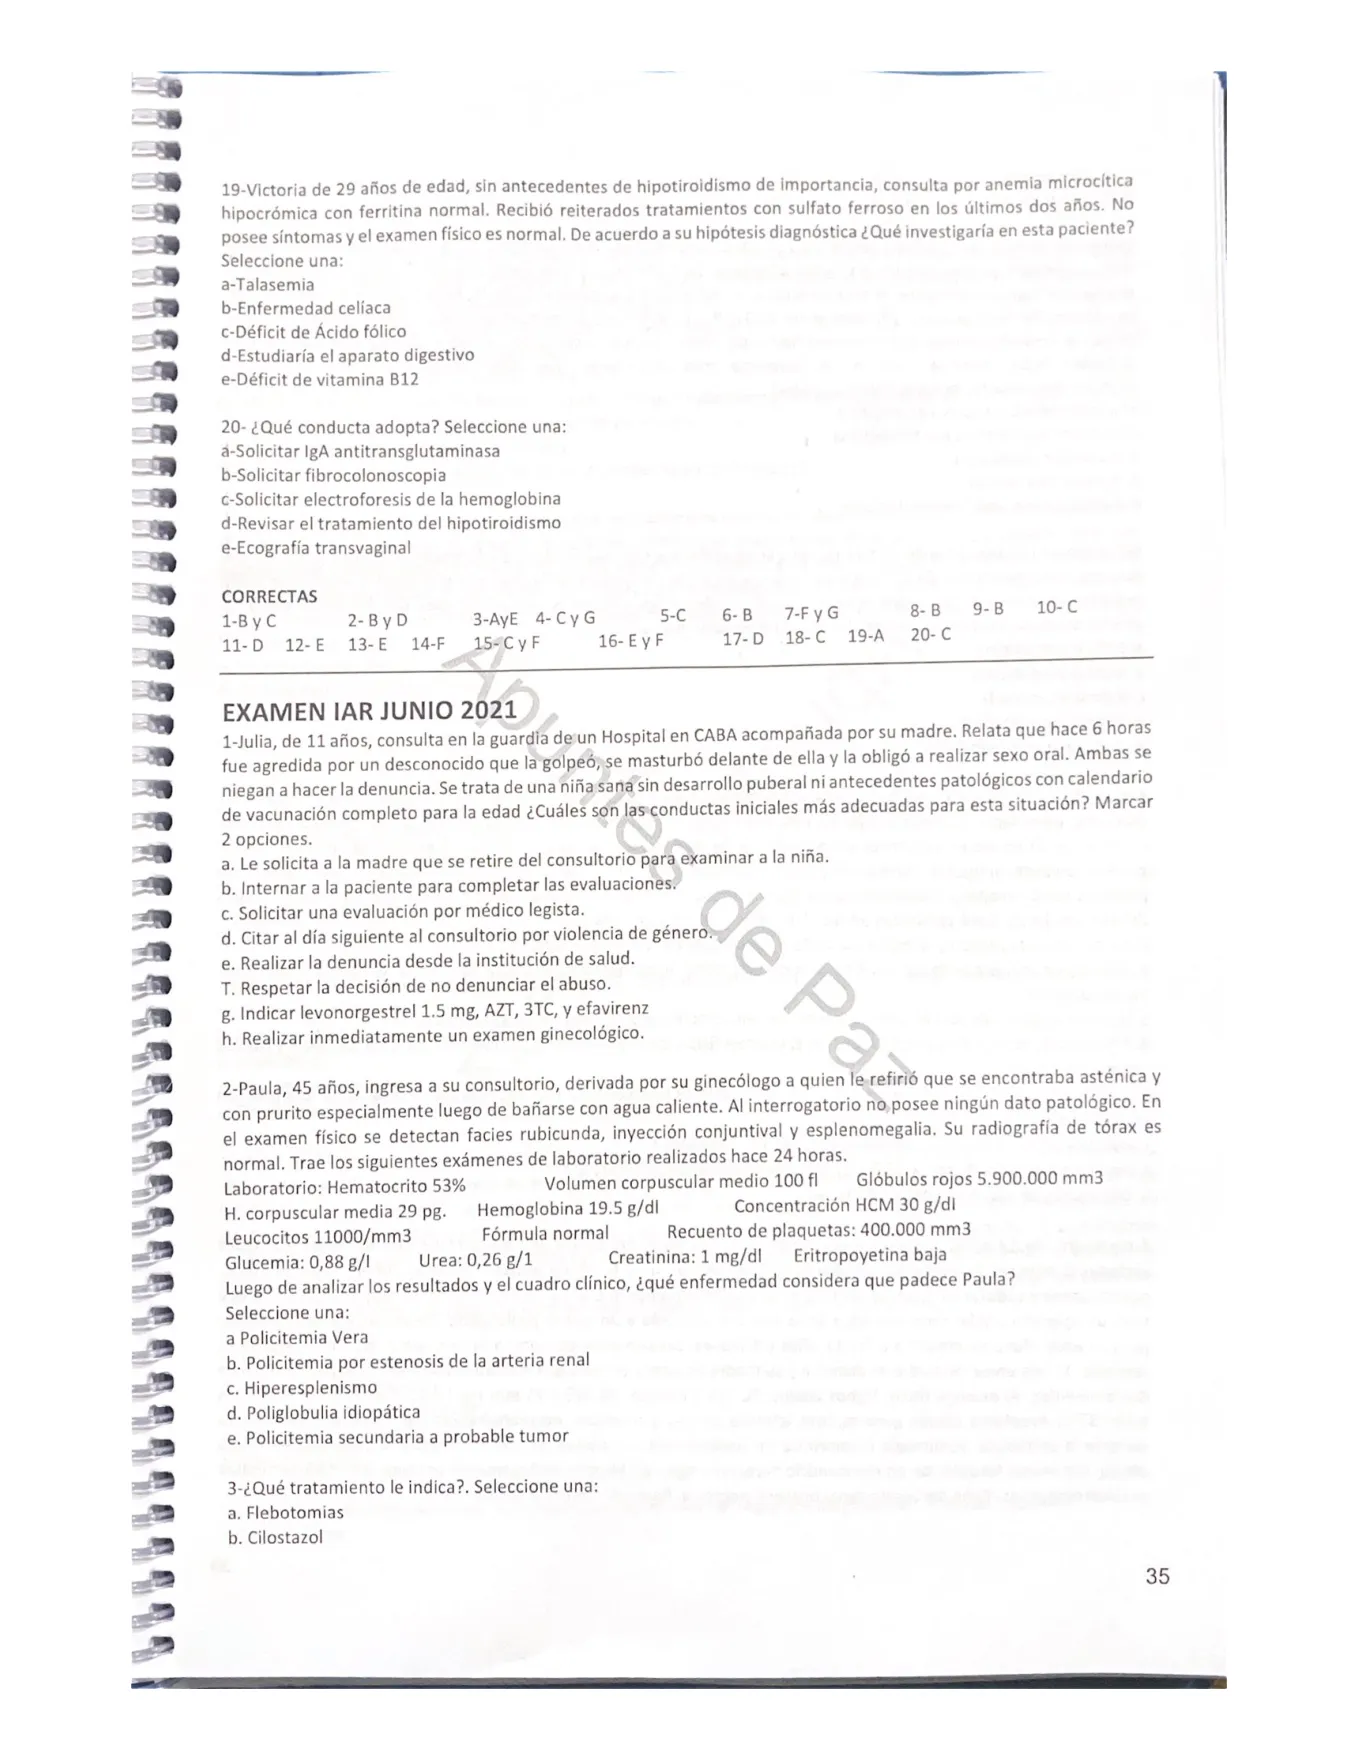 19-Victoria de 29 años de edad, sin antecedentes de hipotiroidismo de importancia, consulta por anemia microcítica
hipocrómica con ferritina normal. Recibió reiterados tratamientos con sulfato ferroso en los últimos dos años. No
posee síntomas y el examen físico es normal. De acuerdo a su hipótesis diagnóstica ¿Qué investigaría en esta paciente?
Seleccione una:
a-Talasemia
b-Enfermedad celíaca
c-Déficit de Ácido fólico
d-Estudiaría el aparato digestivo
e-Déficit de vitamina B12
20- ¿Qué conducta adopta? Seleccione una:
a-Solicitar IgA antitransglutaminasa
b-Solicitar fibrocolonoscopia
c-Solicitar electroforesis de la hemoglobina
d-Revisar el tratamiento del hipotiroidismo
e-Ecografía transvaginal
CORRECTAS
1-B y C 2- B y D 3-AyE 4- C y G 5-C 6- B 7-F y G 8- B 9- B 10- C
11- D 12- E 13- E 14-F 15- C y F 16- E y F 17- D 18- C 19-A 20- C
EXAMEN IAR JUNIO 2021
1-Julia, de 11 años, consulta en la guardia de un Hospital en CABA acompañada por su madre. Relata que hace 6 horas
fue agredida por un desconocido que la golpeó, se masturbó delante de ella y la obligó a realizar sexo oral. Ambas se
niegan a hacer la denuncia. Se trata de una niña sana sin desarrollo puberal ni antecedentes patológicos con calendario
de vacunación completo para la edad ¿Cuáles son las conductas iniciales más adecuadas para esta situación? Marcar
2 opciones.
a. Le solicita a la madre que se retire del consultorio para examinar a la niña.
b. Internar a la paciente para completar las evaluaciones.
c. Solicitar una evaluación por médico legista.
d. Citar al día siguiente al consultorio por violencia de género.
e. Realizar la denuncia desde la institución de salud.
T. Respetar la decisión de no denunciar el abuso.
g. Indicar levonorgestrel 1.5 mg, AZT, 3TC, y efavirenz
h. Realizar inmediatamente un examen ginecológico.
Apuntes de Paz
2-Paula, 45 años, ingresa a su consultorio, derivada por su ginecólogo a quien le refirió que se encontraba asténica y
con prurito especialmente luego de bañarse con agua caliente. Al interrogatorio no posee ningún dato patológico. En
el examen físico se detectan facies rubicunda, inyección conjuntival y esplenomegalia. Su radiografía de tórax es
normal. Trae los siguientes exámenes de laboratorio realizados hace 24 horas.
Laboratorio: Hematocrito 53% Volumen corpuscular medio 100 fl Glóbulos rojos 5.900.000 mm3
H. corpuscular media 29 pg. Hemoglobina 19.5 g/dl Concentración HCM 30 g/dl
Leucocitos 11000/mm3 Fórmula normal Recuento de plaquetas: 400.000 mm3
Glucemia: 0,88 g/l Urea: 0,26 g/1 Creatinina: 1 mg/dl Eritropoyetina baja
Luego de analizar los resultados y el cuadro clínico, ¿qué enfermedad considera que padece Paula?
Seleccione una:
a Policitemia Vera
b. Policitemia por estenosis de la arteria renal
c. Hiperesplenismo
d. Poliglobulia idiopática
e. Policitemia secundaria a probable tumor
3-¿Qué tratamiento le indica?. Seleccione una:
a. Flebotomías
b. Cilostazol
35